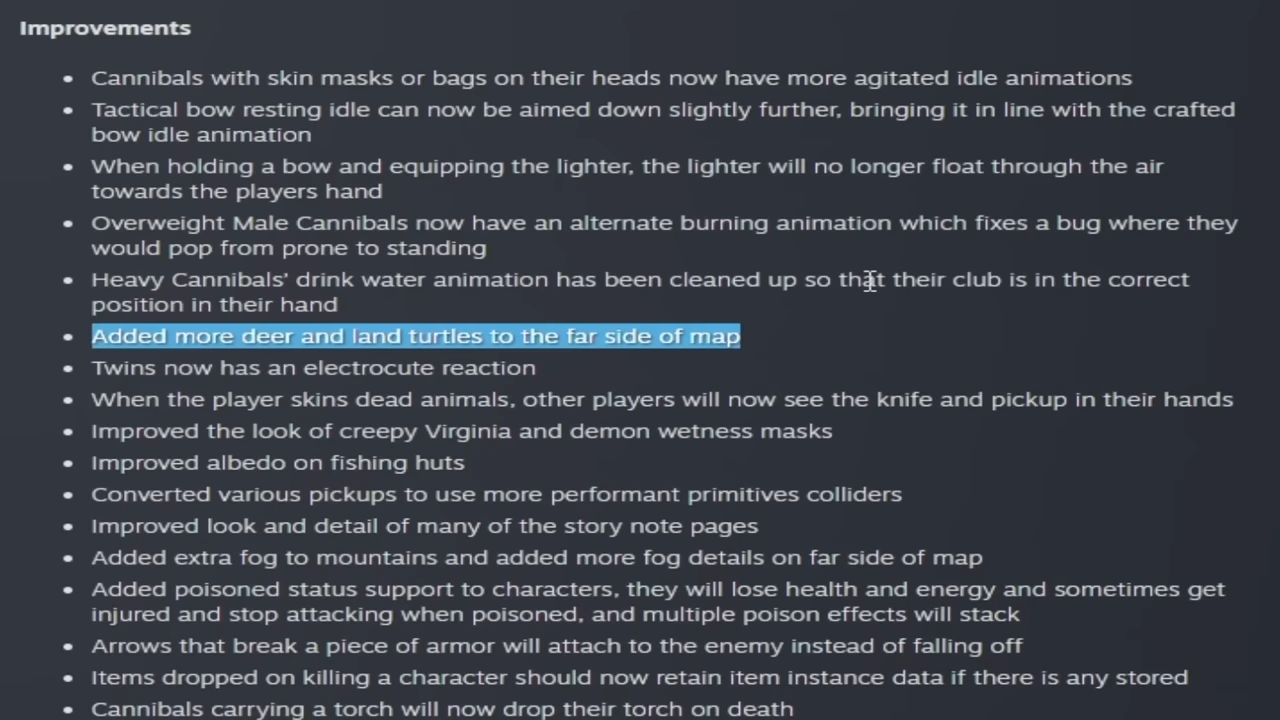 Improvements
• Cannibals with skin masks or bags on their heads now have more agitated idle animations
• Tactical bow resting idle can now be aimed down slightly further, bringing it in line with the crafted
bow idle animation
• When holding a bow and equipping the lighter, the lighter will no longer float through the air
towards the players hand
• Overweight Male Cannibals now have an alternate burning animation which fixes a bug where they
would pop from prone to standing
• Heavy Cannibals' drink water animation has been cleaned up so that their club is in the correct
position in their hand
• Added more deer and land turtles to the far side of map
• Twins now has an electrocute reaction
• When the player skins dead animals, other players will now see the knife and pickup in their hands
• Improved the look of creepy Virginia and demon wetness masks
• Improved albedo on fishing huts
• Converted various pickups to use more performant primitives colliders
• Improved look and detail of many of the story note pages
• Added extra fog to mountains and added more fog details on far side of map
• Added poisoned status support to characters, they will lose health and energy and sometimes get
injured and stop attacking when poisoned, and multiple poison effects will stack
• Arrows that break a piece of armor will attach to the enemy instead of falling off
• Items dropped on killing a character should now retain item instance data if there is any stored
• Cannibals carrying a torch will now drop their torch on death